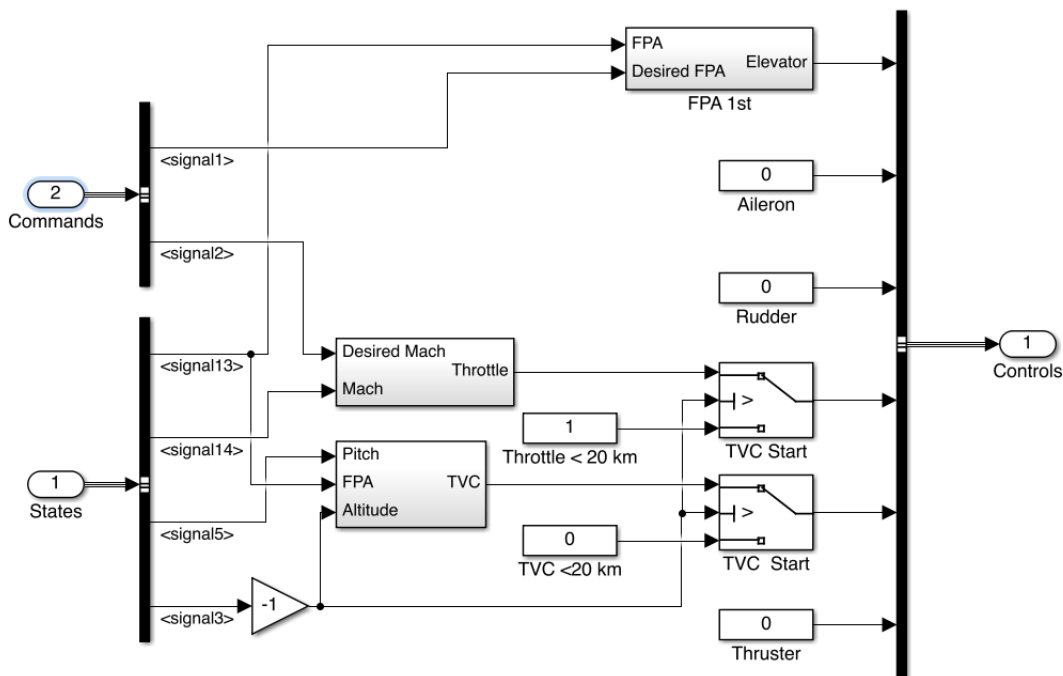 FPA
Desired FPA
Elevator
FPA 1st
<signal1>
2
Commands
0
Aileron
<signal2>
0
Rudder
<signal13>
Desired Mach
Mach
Throttle
1
Controls
>
TVC Start
1
Throttle < 20 km
<signal14>
1
States
Pitch
FPA
Altitude
TVC
>
TVC  Start
0
TVC <20 km
<signal5>
-1
<signal3>
0
Thruster